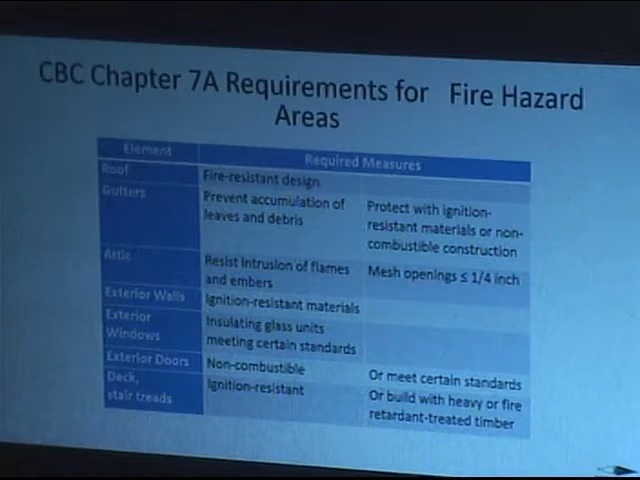 CBC Chapter 7A Requirements for Fire Hazard
Areas
Element Required Measures
Roof Fire-resistant design
Gutters Prevent accumulation of
leaves and debris
Protect with ignition-
resistant materials or non-
combustible construction
Attic Resist intrusion of flames
and embers
Mesh openings ≤ 1/4 inch
Exterior Walls Ignition-resistant materials
Exterior
Windows
Insulating glass units
meeting certain standards
Exterior Doors Non-combustible Or meet certain standards
Deck,
stair treads
Ignition-resistant
Or build with heavy or fire
retardant-treated timber